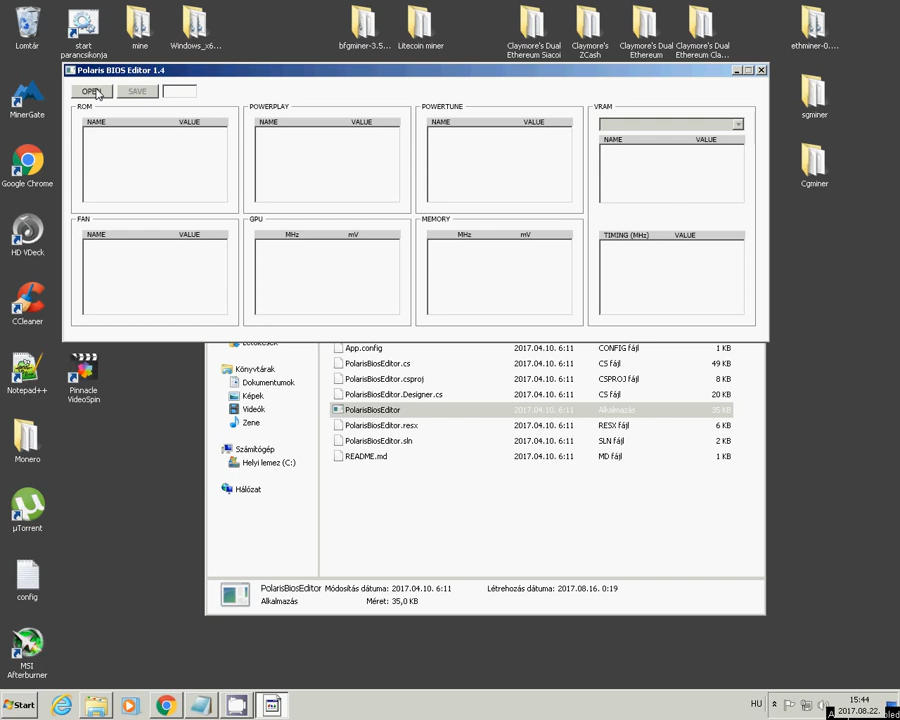 Lomtár
start parancsikonja
mine
Windows_x6...
bfgminer-3.5...
Litecoin miner
Claymore's Dual Ethereum Siacoi
Claymore's ZCash
Claymore's Dual Ethereum
Claymore's Dual Ethereum Cla...
ethminer-0....
Polaris BIOS Editor 1.4
OPEN
SAVE
ROM
POWERPLAY
POWERTUNE
VRAM
NAME VALUE
NAME VALUE
NAME VALUE
NAME VALUE
FAN
GPU
MEMORY
NAME VALUE
MHz mV
MHz mV
TIMING (MHz) VALUE
MinerGate
sgminer
Google Chrome
Cgminer
HD VDeck
CCleaner
Notepad++
Pinnacle VideoSpin
Monero
µTorrent
config
MSI Afterburner
Könyvtárak
Dokumentumok
Képek
Videók
Zene
Számítógép
Helyi lemez (C:)
Hálózat
App.config 2017.04.10. 6:11 CONFIG fájl 1 KB
PolarisBiosEditor.cs 2017.04.10. 6:11 CS fájl 49 KB
PolarisBiosEditor.csproj 2017.04.10. 6:11 CSPROJ fájl 8 KB
PolarisBiosEditor.Designer.cs 2017.04.10. 6:11 CS fájl 20 KB
PolarisBiosEditor 2017.04.10. 6:11 Alkalmazás 35 KB
PolarisBiosEditor.resx 2017.04.10. 6:11 RESX fájl 6 KB
PolarisBiosEditor.sln 2017.04.10. 6:11 SLN fájl 2 KB
README.md 2017.04.10. 6:11 MD fájl 1 KB
PolarisBiosEditor Módosítás dátuma: 2017.04.10. 6:11 Létrehozás dátuma: 2017.08.16. 0:19
Alkalmazás Méret: 35,0 KB
Start
HU
15:44
2017.08.22.